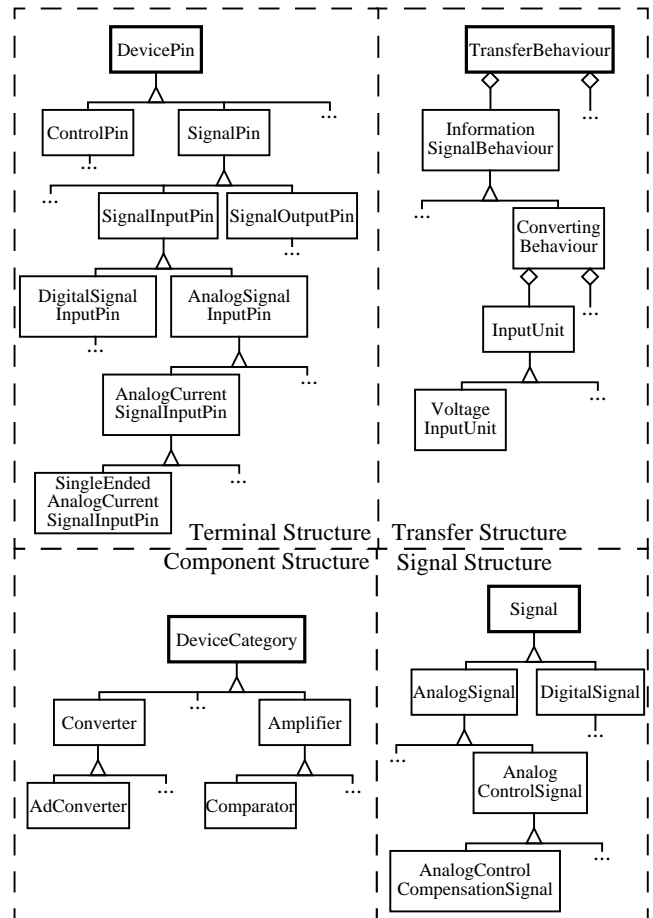 DevicePin
ControlPin
...
SignalPin
...
...
SignalInputPin
SignalOutputPin
...
DigitalSignal
InputPin
...
AnalogSignal
InputPin
AnalogCurrent
SignalInputPin
...
SingleEnded
AnalogCurrent
SignalInputPin
...
Terminal Structure
TransferBehaviour
Information
SignalBehaviour
...
...
Converting
Behaviour
InputUnit
...
Voltage
InputUnit
...
Transfer Structure
Component Structure
DeviceCategory
Converter
...
Amplifier
AdConverter
...
Comparator
...
Signal Structure
Signal
AnalogSignal
DigitalSignal
...
...
Analog
ControlSignal
AnalogControl
CompensationSignal
...